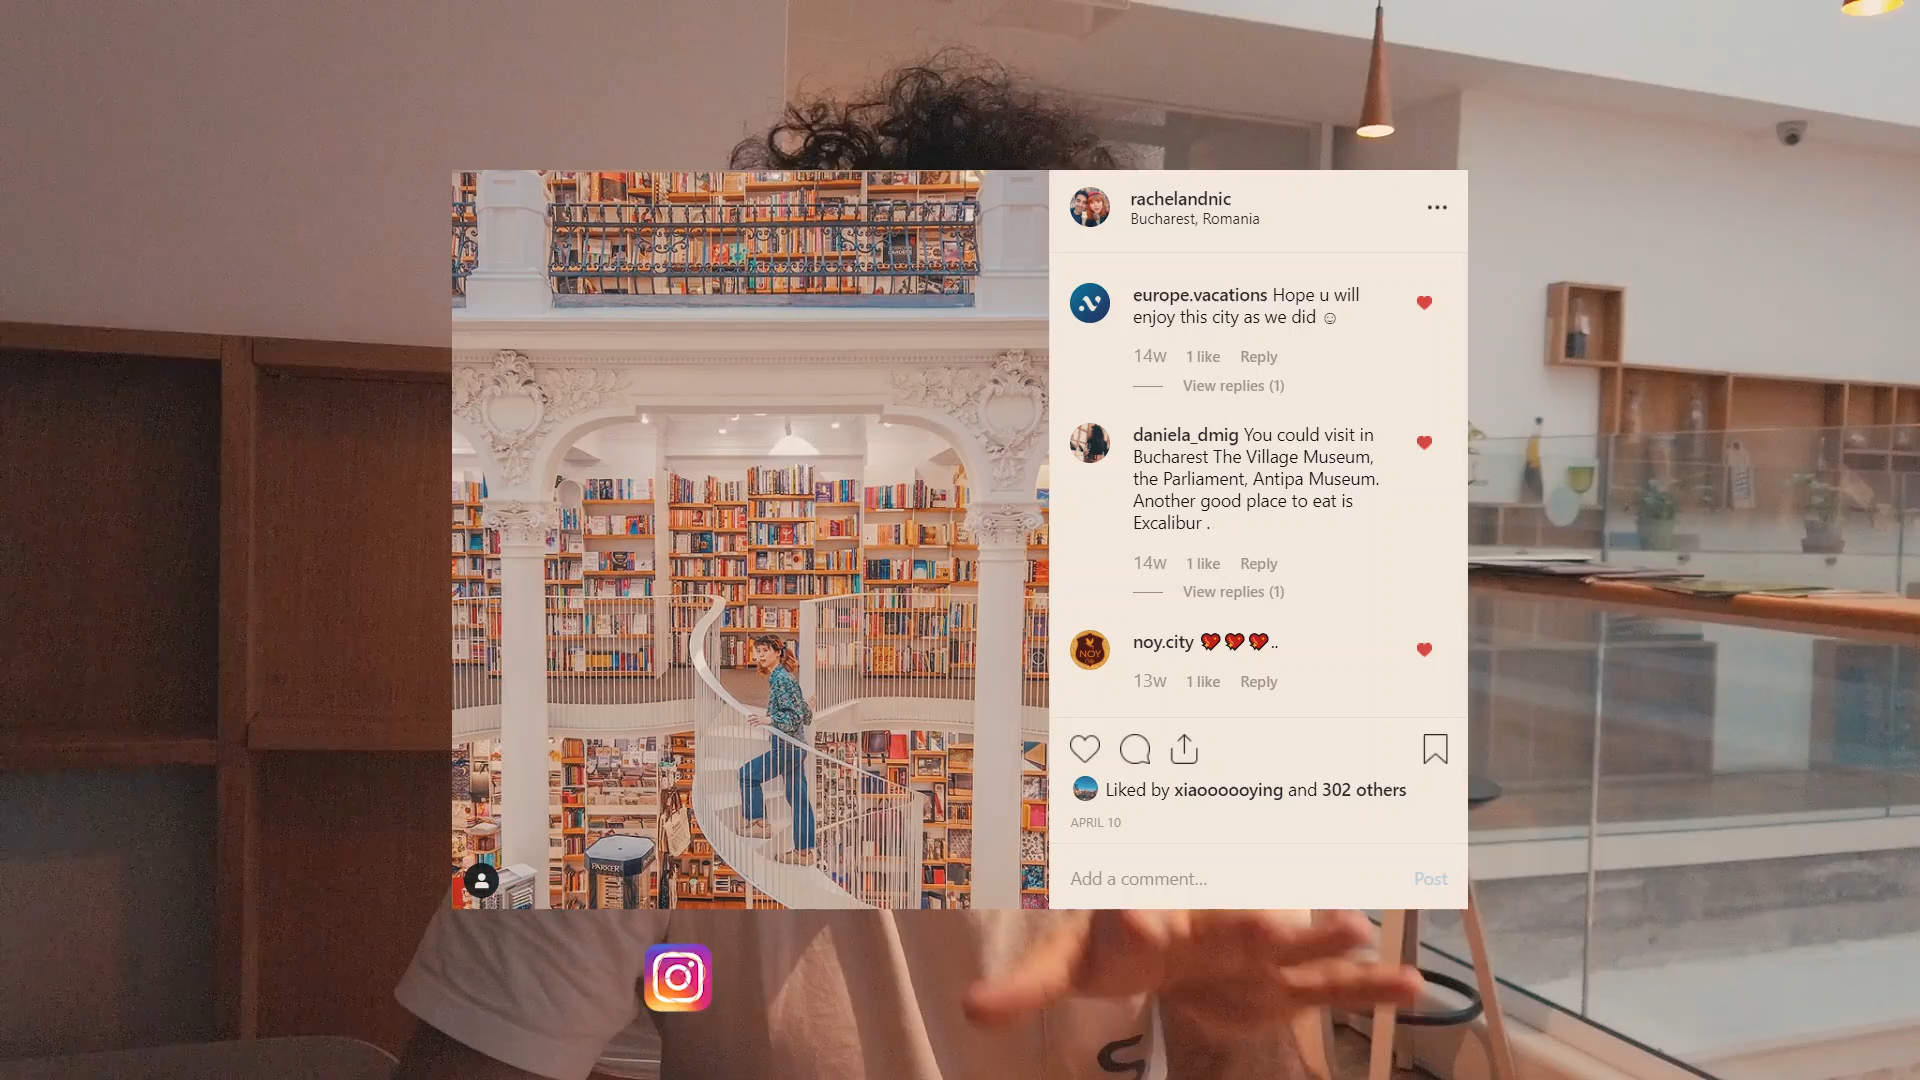 rachelandnic
Bucharest, Romania
europe.vacations Hope u will
enjoy this city as we did ☺
14w 1 like Reply
View replies (1)
daniela_dmig You could visit in
Bucharest The Village Museum,
the Parliament, Antipa Museum.
Another good place to eat is
Excalibur .
14w 1 like Reply
View replies (1)
NOY
noy.city 💖💖💖..
13w 1 like Reply
Liked by xiaoooooying and 302 others
APRIL 10
Add a comment... Post
PARKER